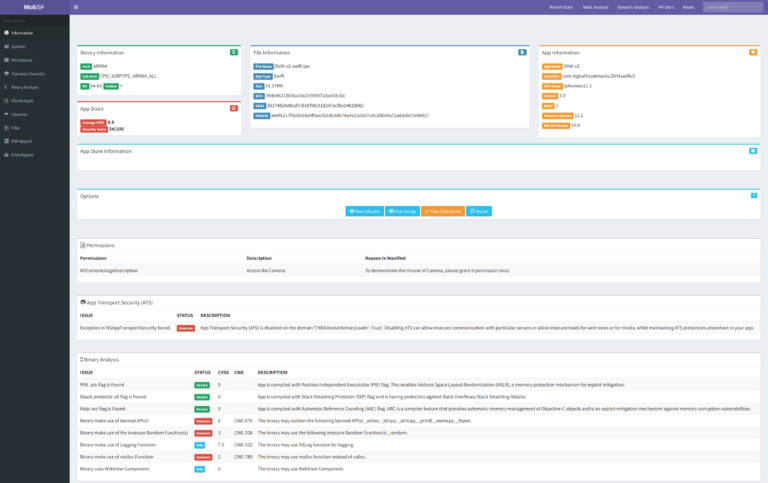 MobSF
Recent Scans Static Analysis Dynamic Analysis API Docs About
Information
Options
Permissions
Transport Security
Binary Analysis
File Analysis
Libraries
Files
PDF Report
Print Report
Binary Information
Arch ARM64
Sub Arch CPU_SUBTYPE_ARM64_ALL
Bit 64-bit Endian <
App Score
Average CVSS 4.6
Security Score
File Information
File Name DVIA-v2-swift.ipa
App Type Swift
Size 19.37MB
MD5
SHA1
SHA256
App Information
App Name DVIA-v2
Identifier com.highaltitudehacks.DVIAswiftv2
SDK Name iphoneos11.2
Version 2.0
Build
Platform Version 11.2
Min OS Version 10.0
App Store Information
Options
View Info.plist View Strings View Class Dump Rescan
Permissions
Permissions Description Reason in Manifest
NSCameraUsageDescription Access the Camera. To demonstrate the misuse of Camera, please grant it permission once.
App Transport Security (ATS)
ISSUE STATUS DESCRIPTION
Exception in NSAppTransportSecurity found. Insecure App Transport Security (ATS) is disabled on the domain '{'NSAllowsArbitraryLoads': True}'. Disabling ATS can allow insecure communication with particular servers or allow insecure loads for web views or for media, while maintaining ATS protections elsewhere in your app.
Binary Analysis
ISSUE STATUS CVSS CWE DESCRIPTION
fPIE -pie flag is Found Secure 0 App is compiled with Position Independent Executable (PIE) flag. This enables Address Space Layout Randomization (ASLR), a memory protection mechanism for exploit mitigation.
fstack-protector-all flag is Found Secure 0 App is compiled with Stack Smashing Protector (SSP) flag and is having protection against Stack Overflows/Stack Smashing Attacks.
fobjc-arc flag is Found Secure 0 App is compiled with Automatic Reference Counting (ARC) flag. ARC is a compiler feature that provides automatic memory management of Objective-C objects and is an exploit mitigation mechanism against memory corruption vulnerabilities.
Binary make use of banned API(s) Insecure 6 CWE-676 The binary may contain the following banned API(s) _strlen, _strcpy, _strncpy, _printf, _memcpy, _fopen.
Binary make use of the insecure Random Function(s) Insecure 3 CWE-338 The binary may use the following insecure Random Function(s) _random.
Binary make use of Logging Function Info 7.5 CWE-532 The binary may use NSLog function for logging.
Binary make use of malloc Function Insecure 2 CWE-789 The binary may use malloc function instead of calloc.
Binary uses WebView Component. Info 0 The binary may use WebView Component.